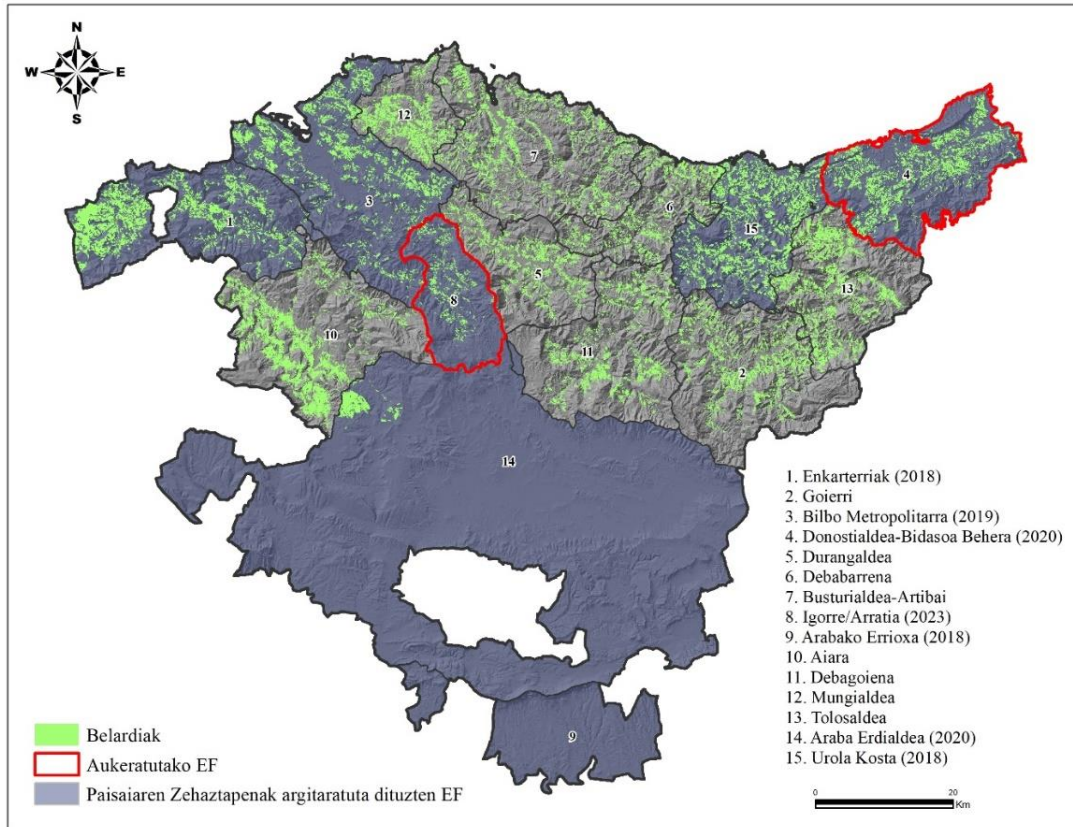 N
W E
S
12
7
4
3
6
1
15
5
13
8
10
11
2
14
9
1. Enkarterriak (2018)
2. Goierri
3. Bilbo Metropolitarra (2019)
4. Donostialdea-Bidasoa Behera (2020)
5. Durangaldea
6. Debabarrena
7. Busturialdea-Artibai
8. Igorre/Arratia (2023)
9. Arabako Errioxa (2018)
10. Aiara
11. Debagoiena
12. Mungialdea
13. Tolosaldea
14. Araba Erdialdea (2020)
15. Urola Kosta (2018)
Belardiak
Aukeratutako EF
Paisaiaren Zehaztapenak argitaratuta dituzten EF
0 20
Km